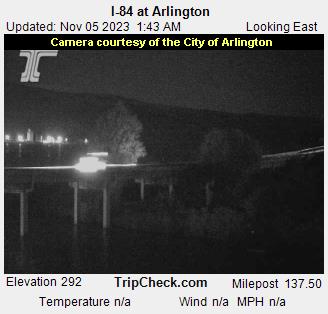 I-84 at Arlington
Updated: Nov 05 2023 1:43 AM Looking East
Camera courtesy of the City of Arlington
Elevation 292 TripCheck.com Milepost 137.50
Temperature n/a Wind n/a MPH n/a